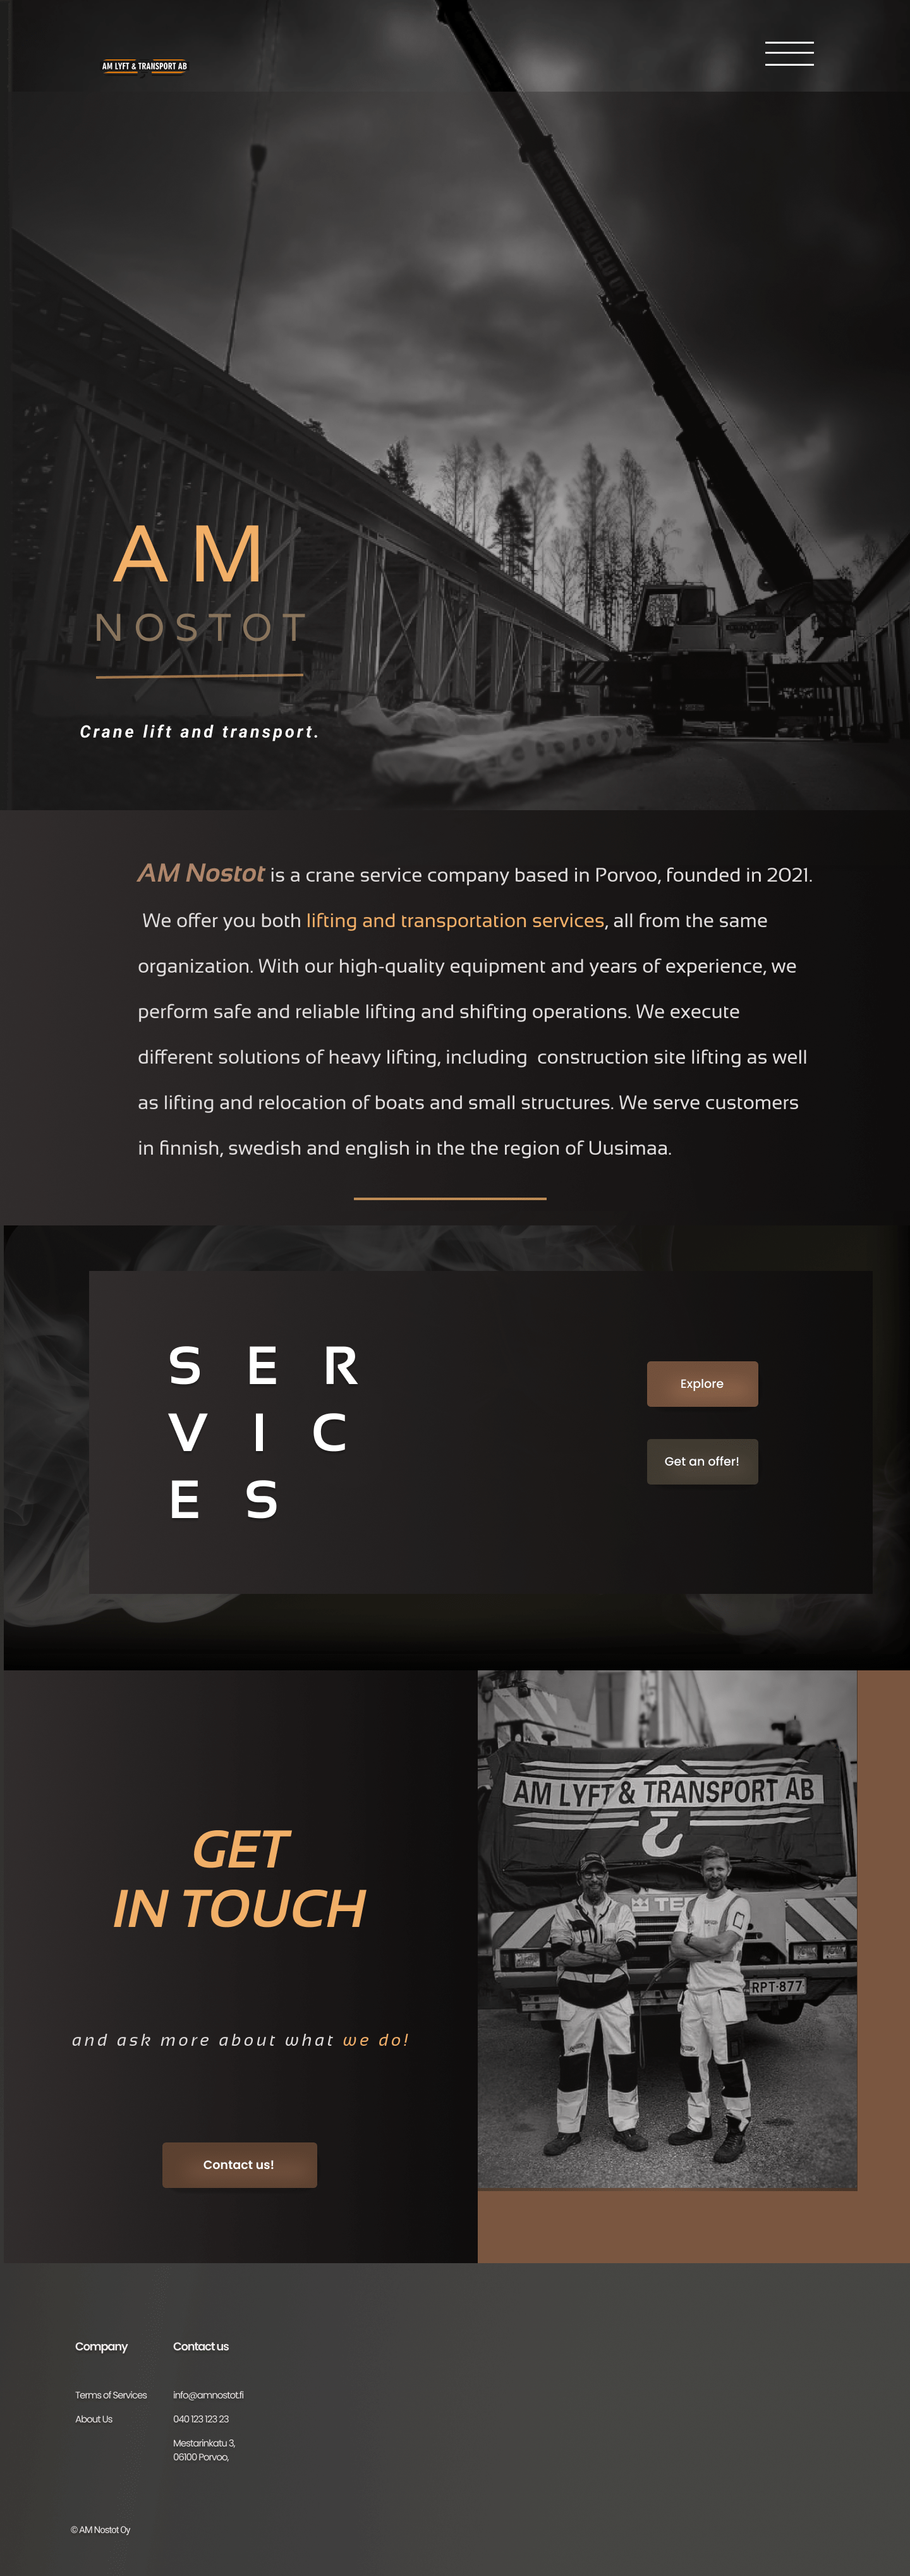 AM LYFT & TRANSPORT AB
AM
NOSTOT
Crane lift and transport.
AM Nostot is a crane service company based in Porvoo, founded in 2021.
We offer you both lifting and transportation services, all from the same
organization. With our high-quality equipment and years of experience, we
perform safe and reliable lifting and shifting operations. We execute
different solutions of heavy lifting, including construction site lifting as well
as lifting and relocation of boats and small structures. We serve customers
in finnish, swedish and english in the the region of Uusimaa.
SER
VIC
ES
Explore
Get an offer!
AM LYFT & TRANSPORT AB
RPT-877
GET
IN TOUCH
and ask more about what we do!
Contact us!
Company
Terms of Services
About Us
Contact us
info@amnostot.fi
040 123 123 23
Mestarinkatu 3,
06100 Porvoo,
© AM Nostot Oy